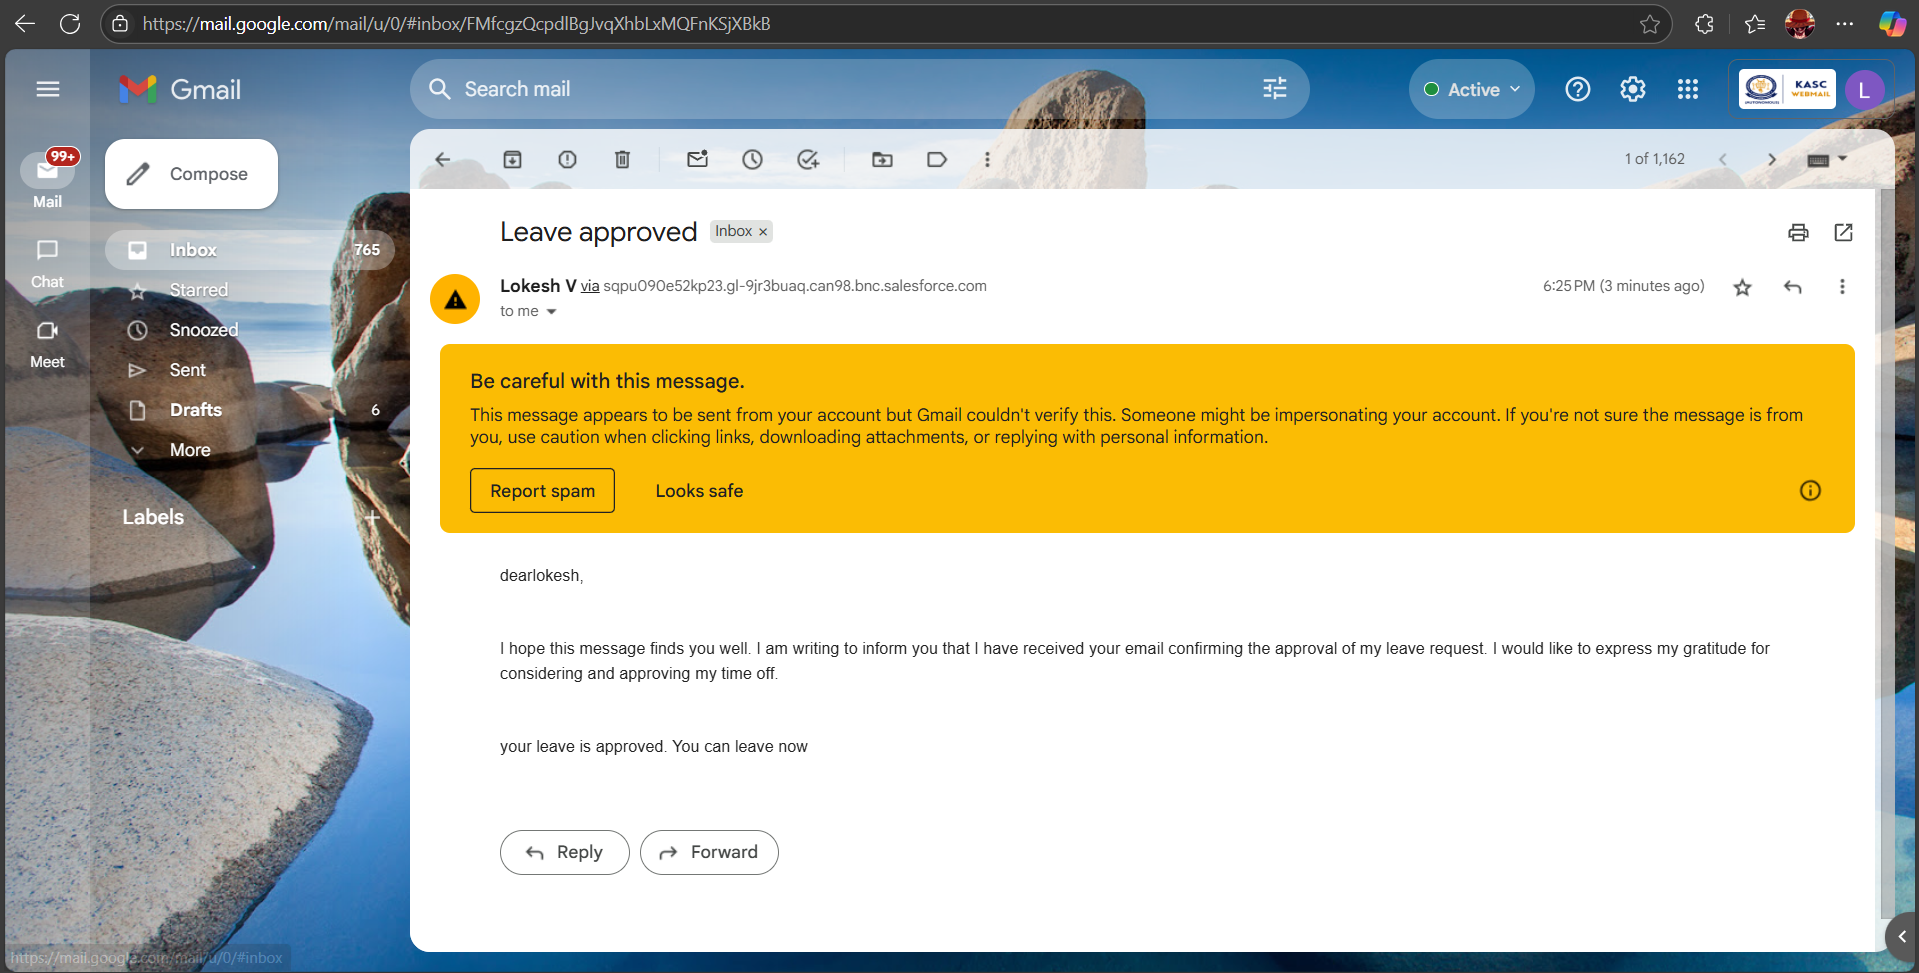 https://mail.google.com/mail/u/0/#inbox/FMfcgzQcpdlBgJvqXhbLxMQFnKSjXBkB
Gmail
Search mail
Active
KASC
WEBMAIL
L
99+
Mail
Compose
1 of 1,162
Leave approved
Inbox ×
Inbox
765
Chat
Starred
Lokesh V via sqpu090e52kp23.gl-9jr3buaq.can98.bnc.salesforce.com
6:25 PM (3 minutes ago)
to me
Snoozed
Meet
Sent
Drafts
6
More
Labels
Be careful with this message.
This message appears to be sent from your account but Gmail couldn't verify this. Someone might be impersonating your account. If you're not sure the message is from
you, use caution when clicking links, downloading attachments, or replying with personal information.
Report spam
Looks safe
dearlokesh,
I hope this message finds you well. I am writing to inform you that I have received your email confirming the approval of my leave request. I would like to express my gratitude for
considering and approving my time off.
your leave is approved. You can leave now
Reply
Forward
https://mail.google.com/mail/u/0/#inbox